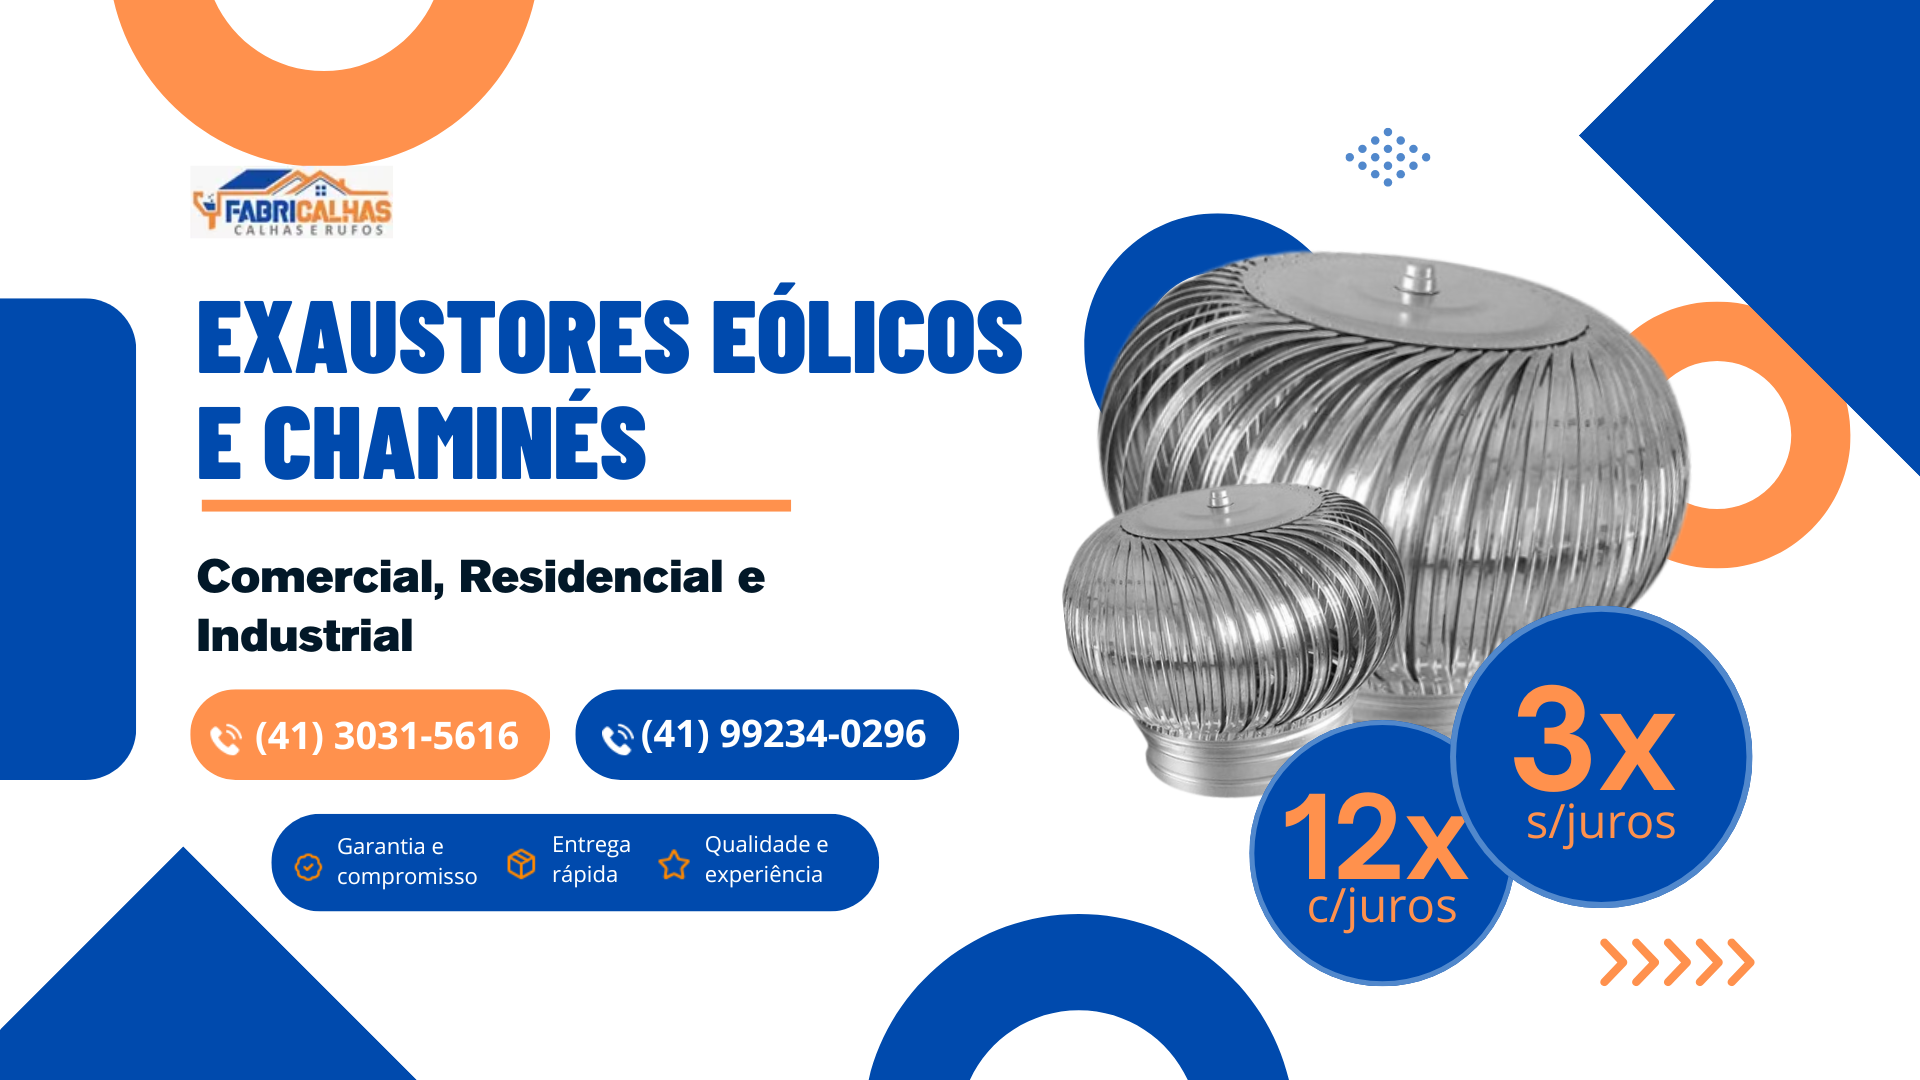 FABRICALHAS
CALHAS E RUFOS
EXAUSTORES EÓLICOS
E CHAMINÉS
Comercial, Residencial e
Industrial
(41) 3031-5616
(41) 99234-0296
Garantia e
compromisso
Entrega
rápida
Qualidade e
experiência
3x
s/juros
12x
c/juros